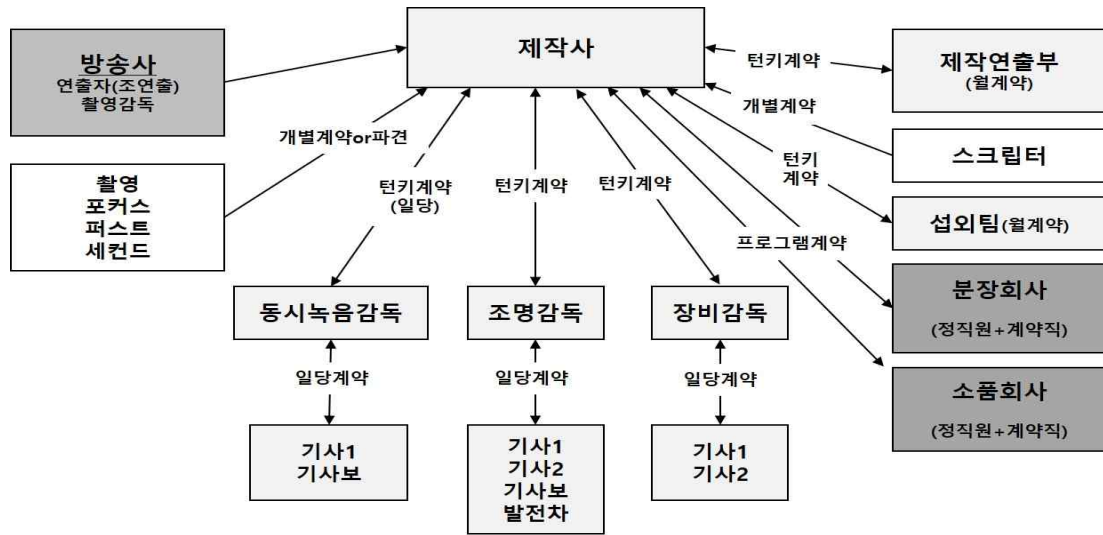 제작사
방송사
연출자(조연출)
촬영감독
턴키계약
제작연출부
(월계약)
개별계약
개별계약or파견
스크립터
촬영
포커스
퍼스트
세컨드
턴키계약
(일당)
턴키계약
턴키계약
턴키
계약
섭외팀(월계약)
프로그램계약
분장회사
(정직원+계약직)
동시녹음감독
조명감독
장비감독
소품회사
(정직원+계약직)
일당계약
일당계약
일당계약
기사1
기사보
기사1
기사2
기사보
발전차
기사1
기사2